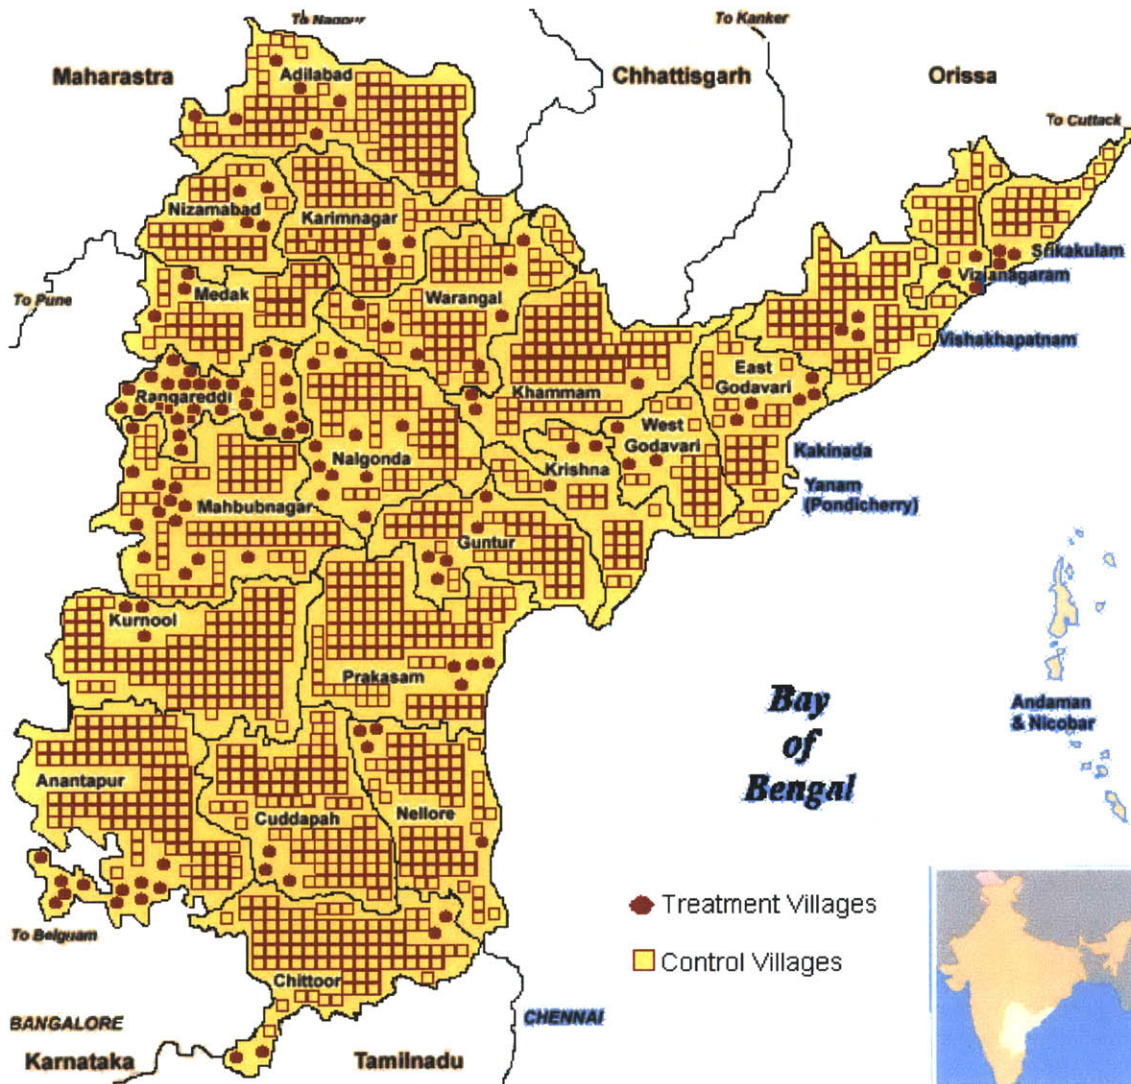 To Nagpur
To Kanker
Maharastra
Chhattisgarh
Orissa
Adilabad
To Cuttack
Nizamabad
Karimnagar
Srikakulam
Vizianagaram
To Pune
Medak
Warangal
Vishakhapatnam
East
Godavari
Rangareddi
Khammam
West
Godavari
Nalgonda
Krishna
Kakinada
Mahbubnagar
Yanam
(Pondicherry)
Guntur
Kurnool
Prakasam
Bay
of
Bengal
Andaman
& Nicobar
Anantapur
Cuddapah
Nellore
Treatment Villages
To Belguam
Control Villages
Chittoor
BANGALORE
CHENNAI
Karnataka
Tamilnadu